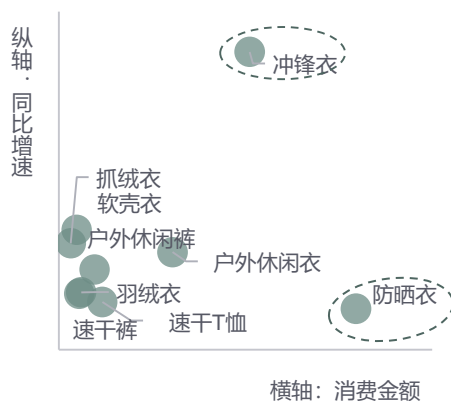 纵轴：同比增速
冲锋衣
抓绒衣
软壳衣
户外休闲裤
户外休闲衣
羽绒衣
防晒衣
速干裤
速干T恤
横轴：消费金额